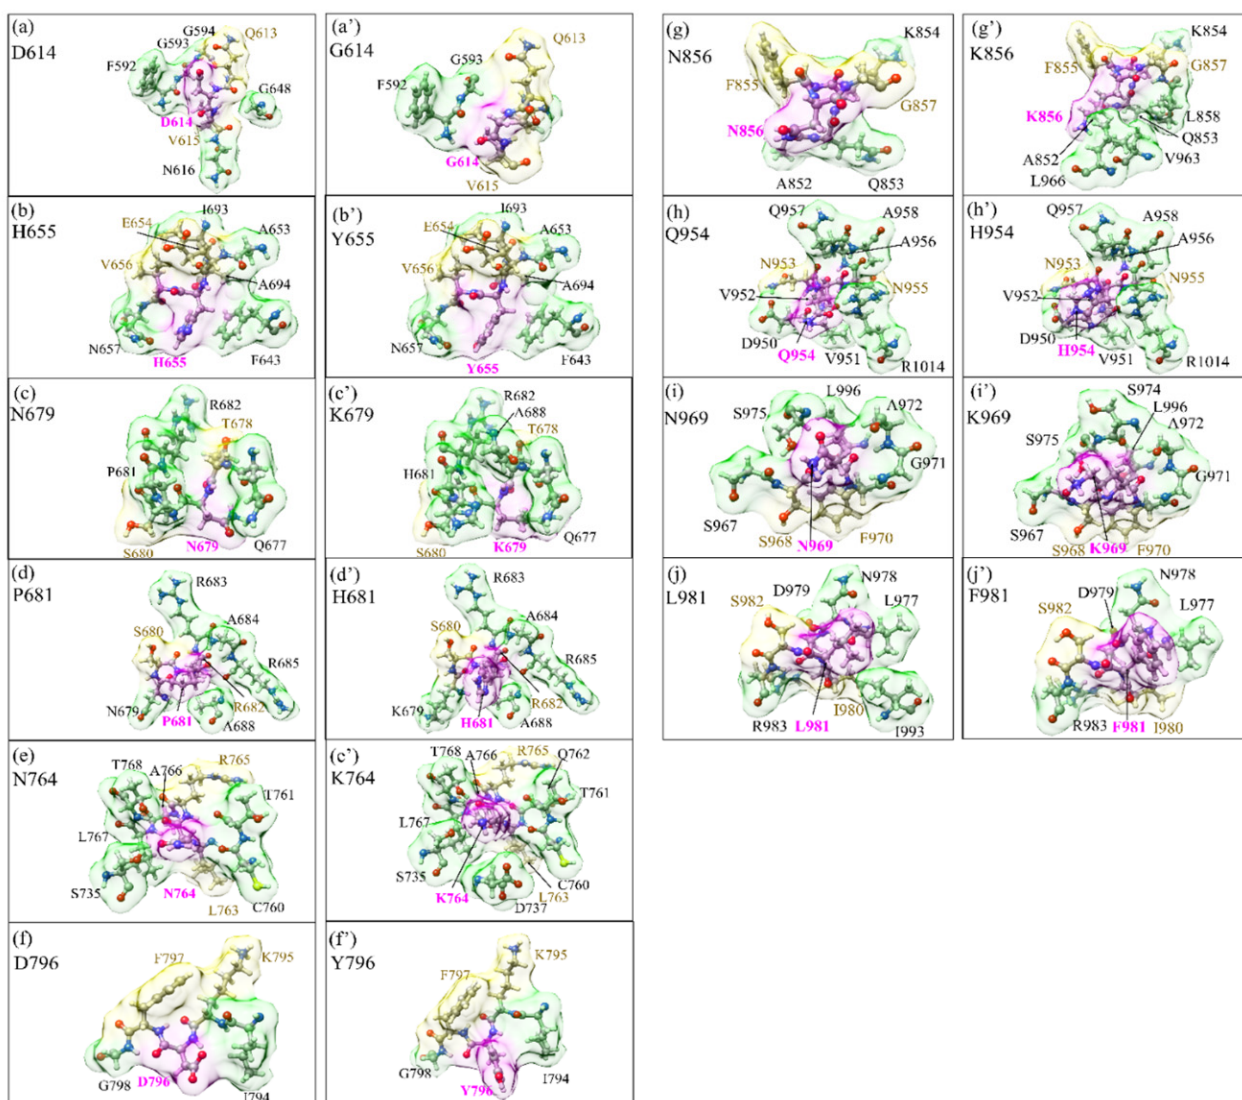 (a)
D614
G594
G593
Q613
F592
G648
D614
V615
N616
(a’)
G614
Q613
G593
F592
G614
V615
(b)
H655
I693
E654
A653
V656
A694
N657
H655
F643
(b’)
Y655
I693
E654
A653
V656
A694
N657
Y655
F643
(c)
N679
R682
T678
P681
S680
N679
Q677
(c’)
K679
R682
A688
T678
H681
S680
K679
Q677
(d)
P681
R683
S680
A684
R685
N679
P681
R682
A688
(d’)
H681
R683
S680
A684
R685
K679
H681
R682
A688
(e)
N764
T768
A766
R765
T761
L767
S735
N764
L763
C760
(c’)
K764
T768
A766
R765
Q762
T761
L767
S735
K764
C760
L763
D737
(f)
D796
F797
K795
G798
D796
I794
(f’)
Y796
K795
F797
G798
Y796
I794
(g)
N856
K854
F855
G857
N856
A852
Q853
(g’)
K856
K854
F855
G857
K856
L858
Q853
A852
V963
L966
(h)
Q954
Q957
A958
A956
N953
N955
V952
D950
Q954
V951
R1014
(h’)
H954
Q957
A958
A956
N953
N955
V952
D950
H954
V951
R1014
(i)
N969
L996
S975
A972
G971
S967
S968
N969
F970
(i’)
K969
S974
L996
A972
S975
G971
S967
S968
K969
F970
(j)
L981
N978
D979
S982
L977
I980
R983
L981
I993
(j’)
F981
N978
D979
L977
S982
R983
F981
I980